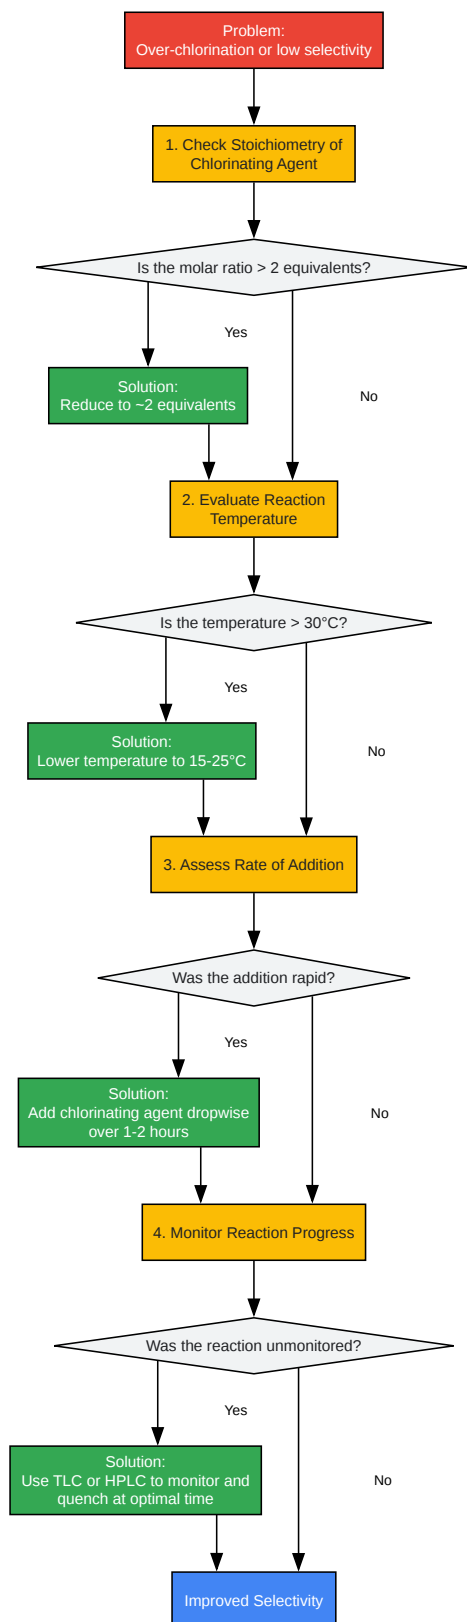 Problem:
Over-chlorination or low selectivity
1. Check Stoichiometry of
Chlorinating Agent
Is the molar ratio > 2 equivalents?
Yes
Solution:
Reduce to ~2 equivalents
No
2. Evaluate Reaction
Temperature
Is the temperature > 30°C?
Yes
Solution:
Lower temperature to 15-25°C
No
3. Assess Rate of Addition
Was the addition rapid?
Yes
Solution:
Add chlorinating agent dropwise
over 1-2 hours
No
4. Monitor Reaction Progress
Was the reaction unmonitored?
Yes
Solution:
Use TLC or HPLC to monitor and
quench at optimal time
No
Improved Selectivity